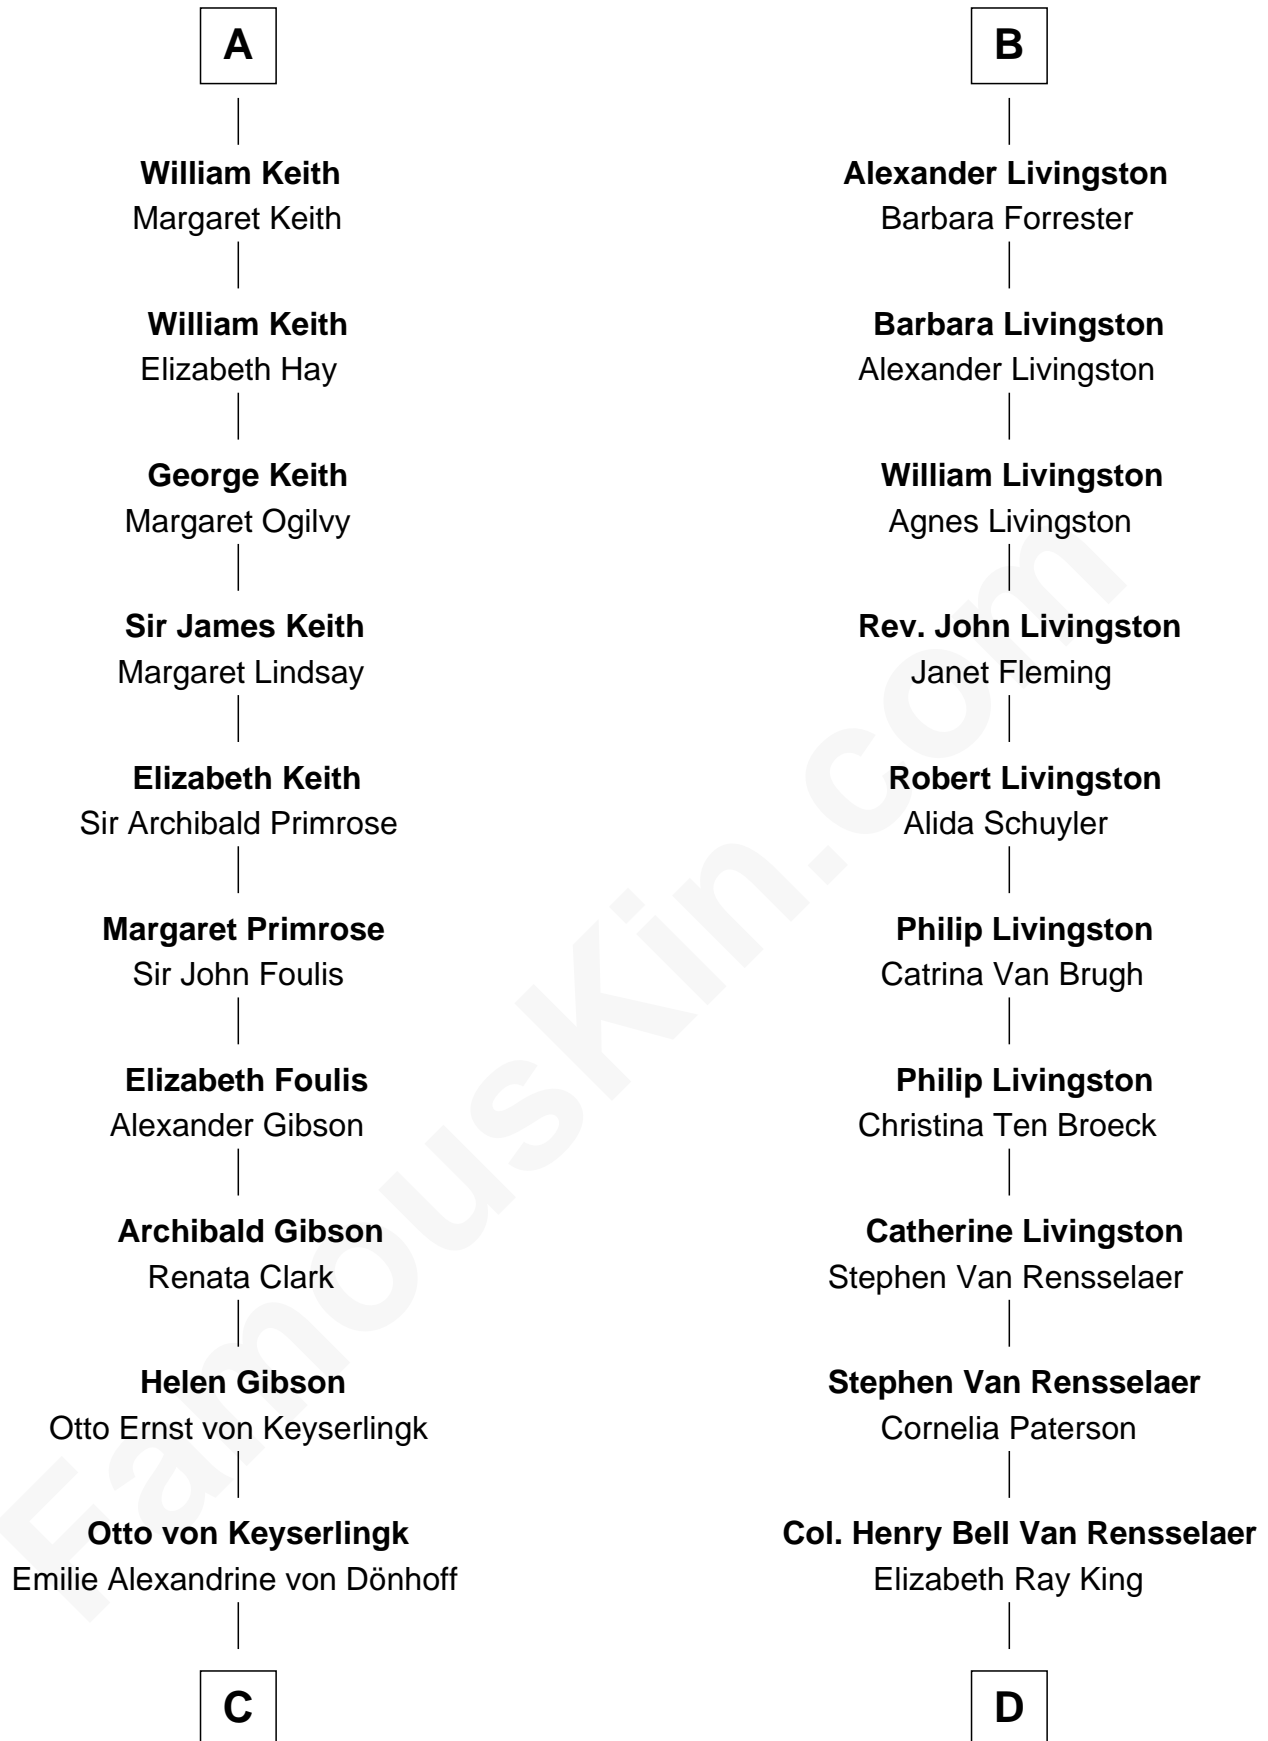 A
William Keith
Margaret Keith
William Keith
Elizabeth Hay
George Keith
Margaret Ogilvy
Sir James Keith
Margaret Lindsay
Elizabeth Keith
Sir Archibald Primrose
Margaret Primrose
Sir John Foulis
Elizabeth Foulis
Alexander Gibson
Archibald Gibson
Renata Clark
Helen Gibson
Otto Ernst von Keyserlingk
Otto von Keyserlingk
Emilie Alexandrine von Dönhoff
C
B
Alexander Livingston
Barbara Forrester
Barbara Livingston
Alexander Livingston
William Livingston
Agnes Livingston
Rev. John Livingston
Janet Fleming
Robert Livingston
Alida Schuyler
Philip Livingston
Catrina Van Brugh
Philip Livingston
Christina Ten Broeck
Catherine Livingston
Stephen Van Rensselaer
Stephen Van Rensselaer
Cornelia Paterson
Col. Henry Bell Van Rensselaer
Elizabeth Ray King
D
FamousKin.com